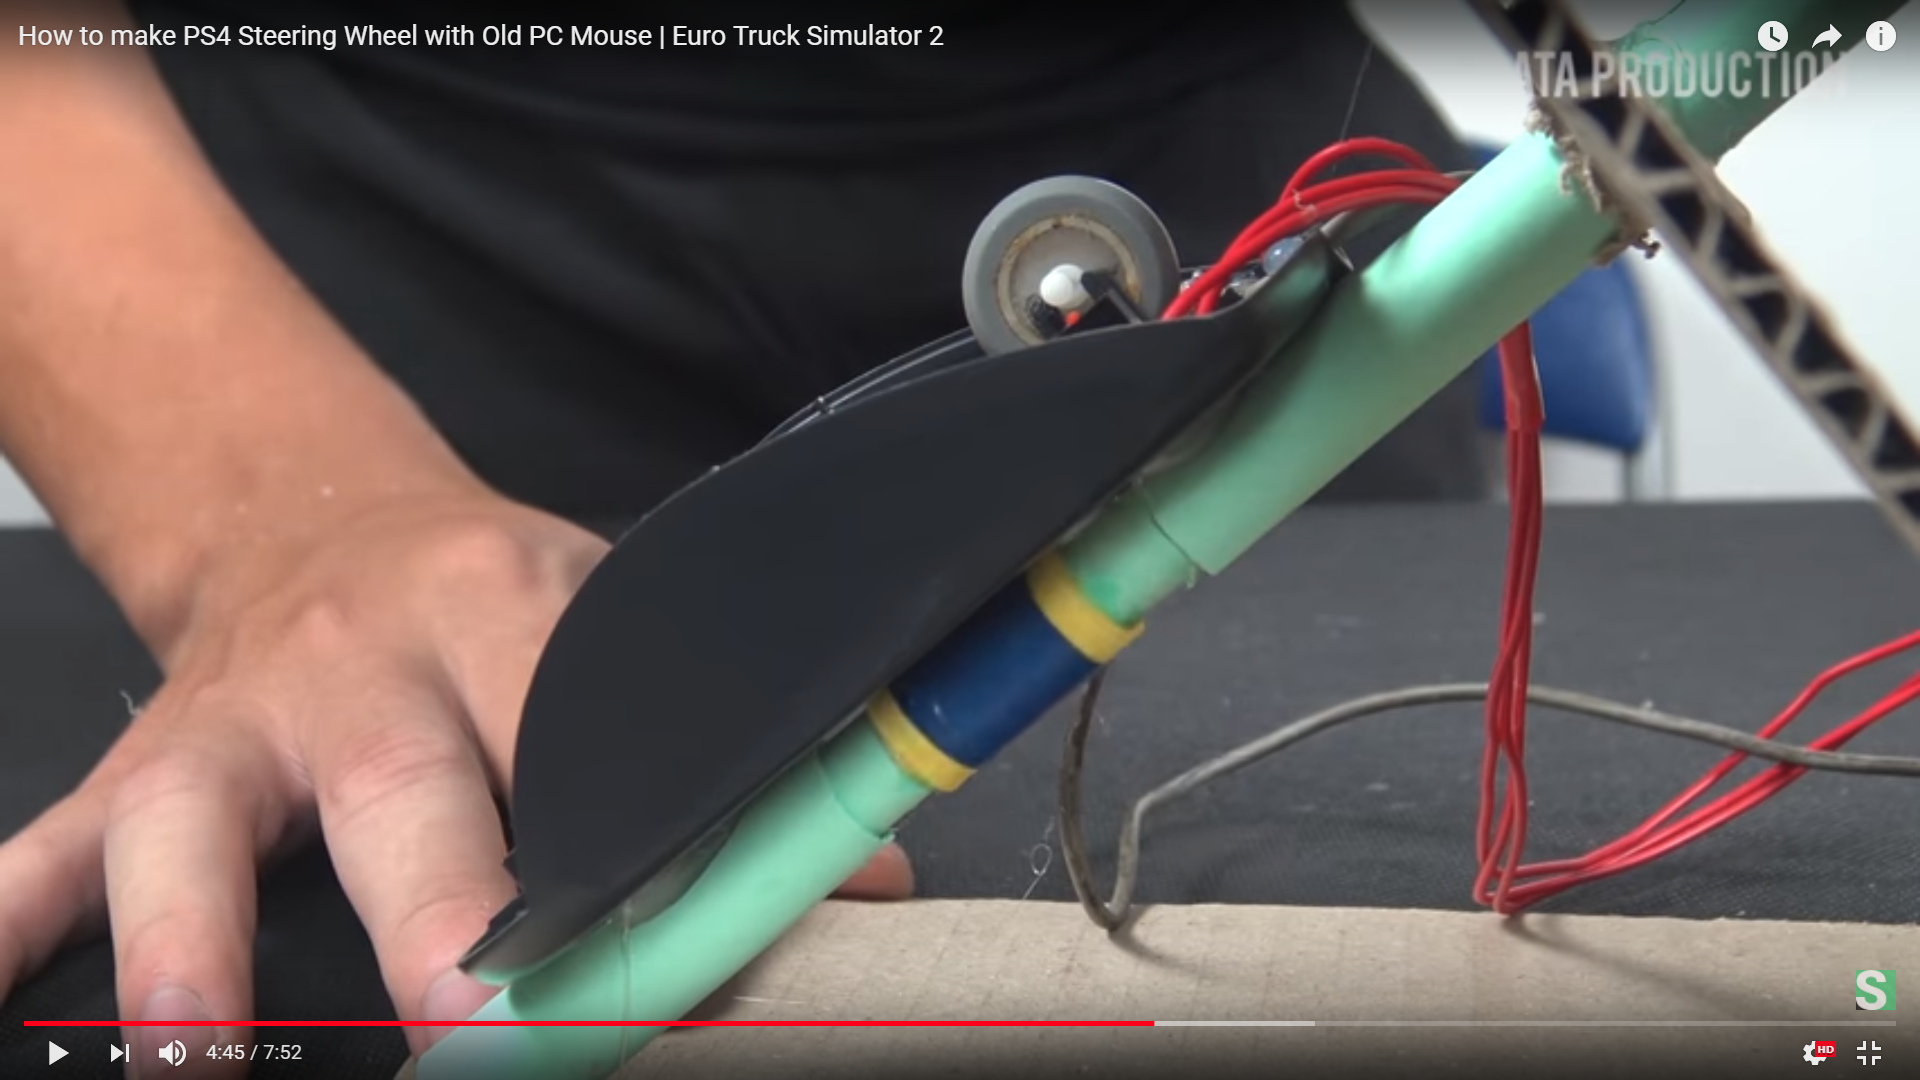 How to make PS4 Steering Wheel with Old PC Mouse | Euro Truck Simulator 2
ATA PRODUCTION
S
4:45 / 7:52
HD